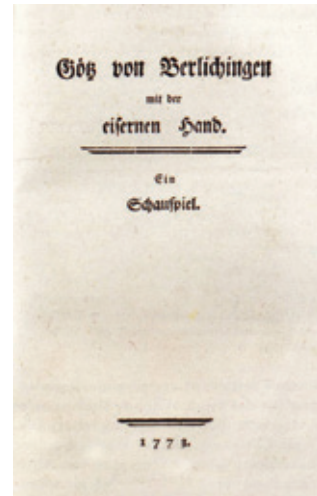 Götz von Berlichingen
mit der
eisernen Hand.
Ein
Schauspiel.
1773.